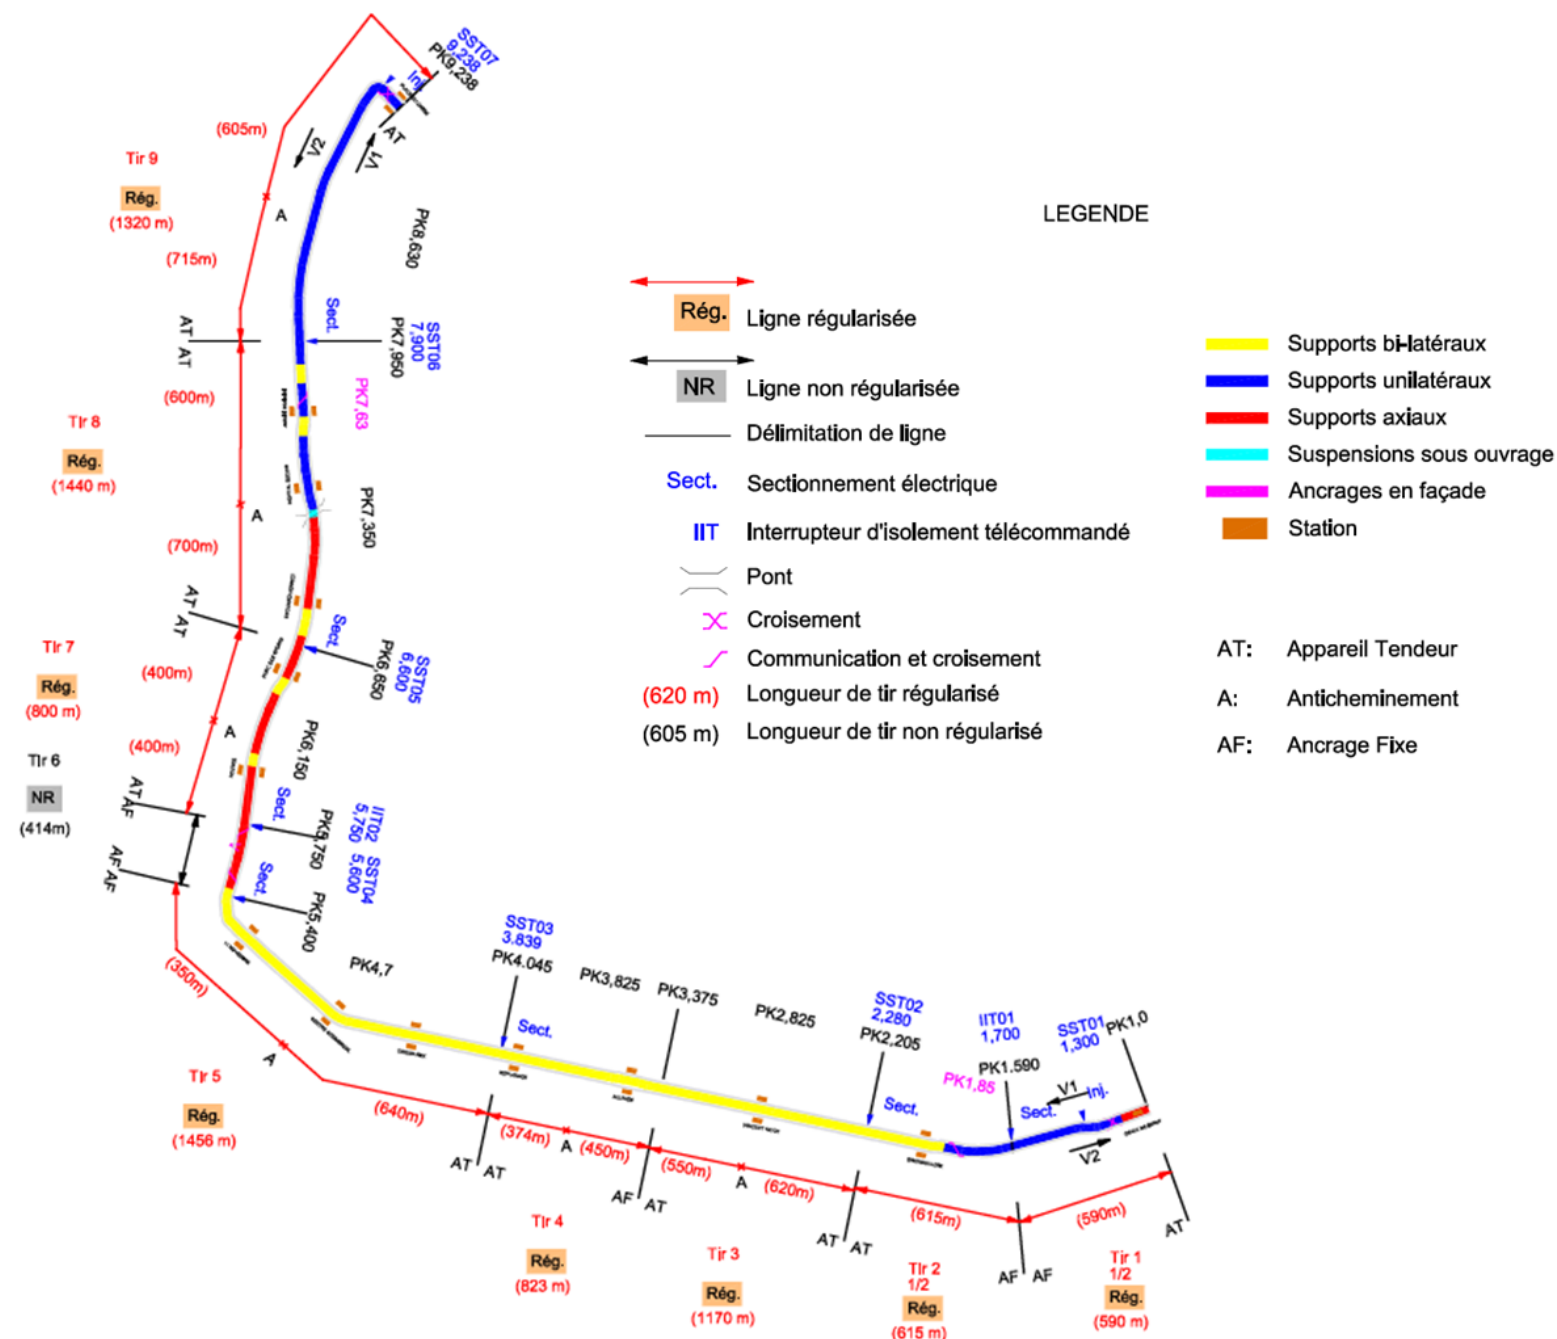 SST07
9,238
PK9,238
Inj.
AT
(605m)
V2
V1
Tir 9
Rég.
(1320 m)
A
(715m)
PK8,630
Sect.
SST06
7,900
PK7,950
AT
AT
(600m)
PK7,63
Tir 8
Rég.
(1440 m)
A
PK7,350
(700m)
AT
AT
Sect.
SST05
6,600
PK6,650
Tir 7
Rég.
(800 m)
(400m)
A
(400m)
PK6,150
Tir 6
NR
(414m)
AT
AF
Sect.
PK5,750
IIT02
5,750
SST04
5,600
AF
AF
Sect.
PK5,400
(350m)
PK4,7
SST03
3.839
PK4.045
Sect.
PK3,825
PK3,375
PK2,825
SST02
2,280
PK2,205
Sect.
PK1,85
IIT01
1,700
PK1.590
Sect.
SST01
1,300
PK1,0
V1
Inj.
V2
A
Tir 5
Rég.
(1456 m)
(640m)
AT
AT
(374m)
A
(450m)
Tir 4
Rég.
(823 m)
AF
AT
(550m)
A
(620m)
Tir 3
Rég.
(1170 m)
AT
AT
(615m)
Tir 2
1/2
Rég.
(615 m)
AF
AF
(590m)
Tir 1
1/2
Rég.
(590 m)
AT
LEGENDE
Rég.
Ligne régularisée
NR
Ligne non régularisée
Délimitation de ligne
Sect.
Sectionnement électrique
IIT
Interrupteur d'isolement télécommandé
Pont
Croisement
Communication et croisement
(620 m)
Longueur de tir régularisé
(605 m)
Longueur de tir non régularisé
Supports bi-latéraux
Supports unilatéraux
Supports axiaux
Suspensions sous ouvrage
Ancrages en façade
Station
AT:
Appareil Tendeur
A:
Anticheminement
AF:
Ancrage Fixe